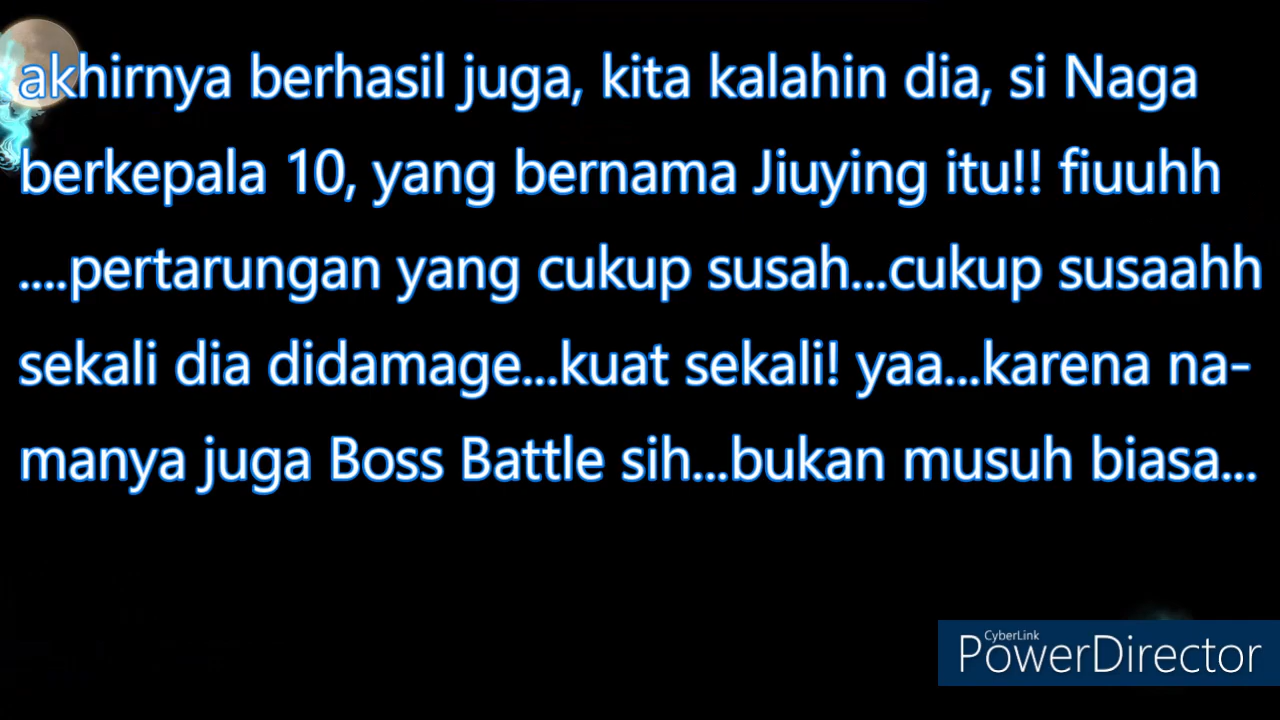 akhirnya berhasil juga, kita kalahin dia, si Naga
berkepala 10, yang bernama Jiuying itu!! fiuuhh
....pertarungan yang cukup susah...cukup susaahh
sekali dia didamage...kuat sekali! yaa...karena na-
manya juga Boss Battle sih...bukan musuh biasa...
CyberLink
PowerDirector